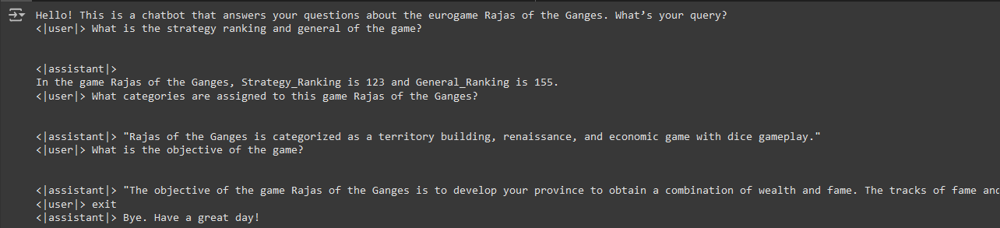 Hello! This is a chatbot that answers your questions about the eurogame Rajas of the Ganges. What’s your query?
<|user|> What is the strategy ranking and general of the game?
<|assistant|>
In the game Rajas of the Ganges, Strategy_Ranking is 123 and General_Ranking is 155.
<|user|> What categories are assigned to this game Rajas of the Ganges?
<|assistant|> "Rajas of the Ganges is categorized as a territory building, renaissance, and economic game with dice gameplay."
<|user|> What is the objective of the game?
<|assistant|> "The objective of the game Rajas of the Ganges is to develop your province to obtain a combination of wealth and fame. The tracks of fame and
<|user|> exit
<|assistant|> Bye. Have a great day!